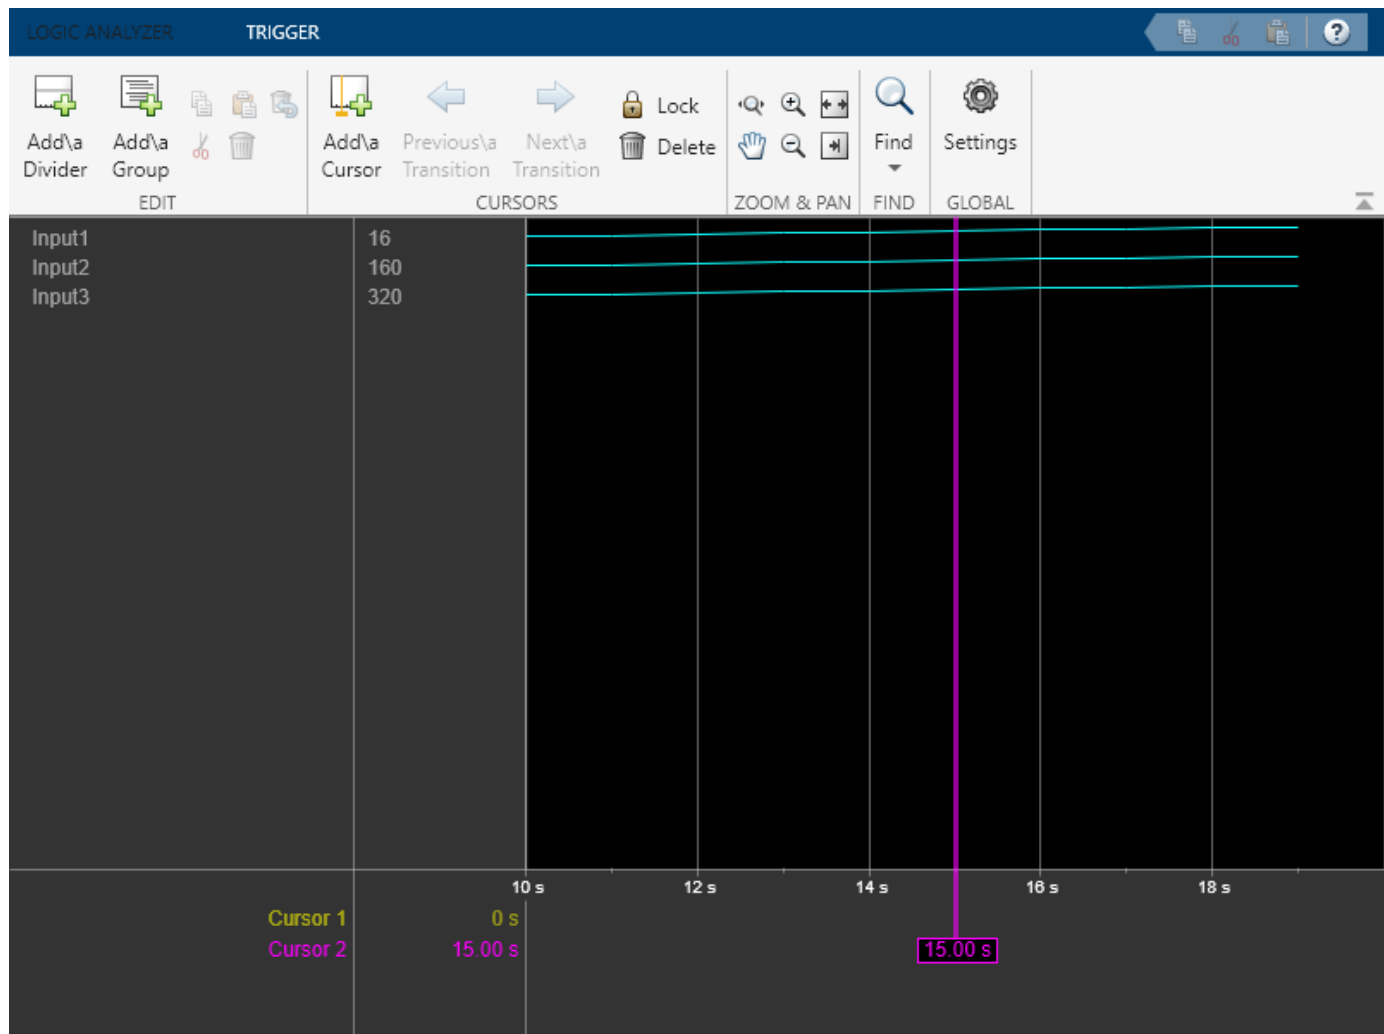 LOGIC ANALYZER TRIGGER ?
Add\a Divider
Add\a Group
Add\a Cursor
Previous\a Transition
Next\a Transition
Lock
Delete
Find
Settings
EDIT CURSORS ZOOM & PAN FIND GLOBAL
Input1 16
Input2 160
Input3 320
10 s 12 s 14 s 16 s 18 s
Cursor 1 0 s
Cursor 2 15.00 s 15.00 s